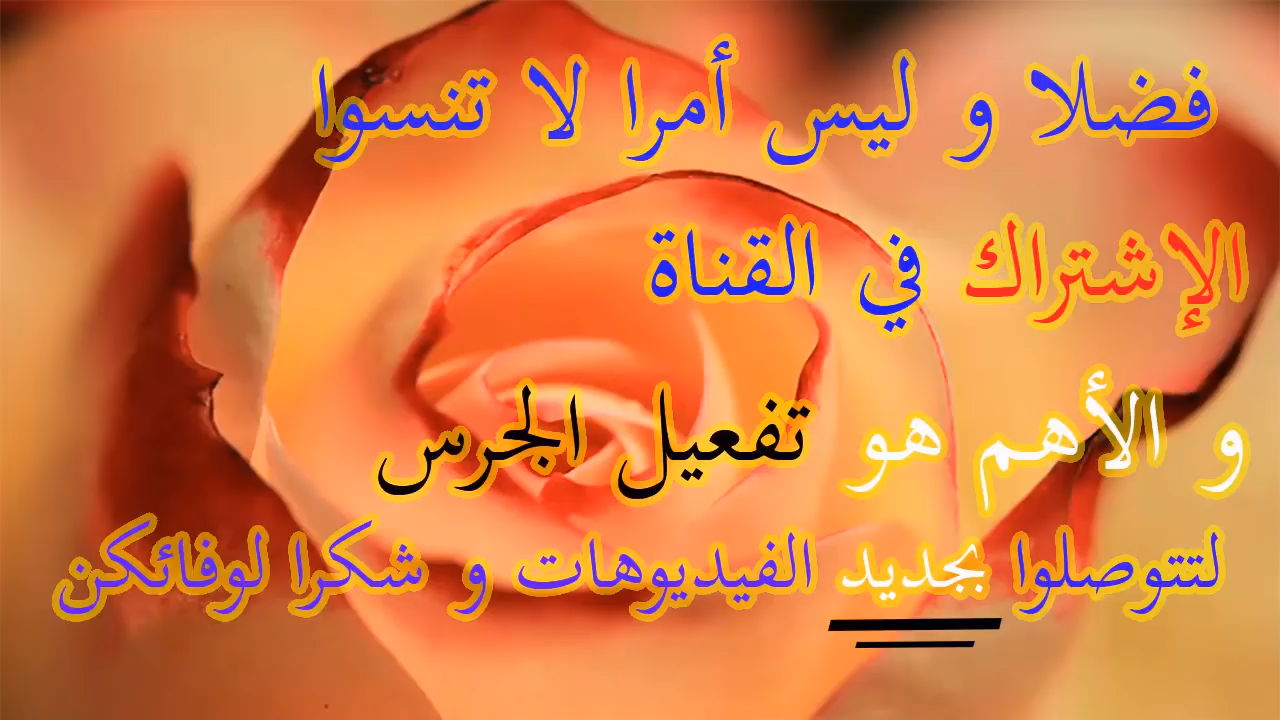 فضلا و ليس أمرا لا تنسوا
الإشتراك في القناة
و الأهم هو تفعيل الجرس
لتتوصلوا بجديد الفيديوهات و شكرا لوفائكن